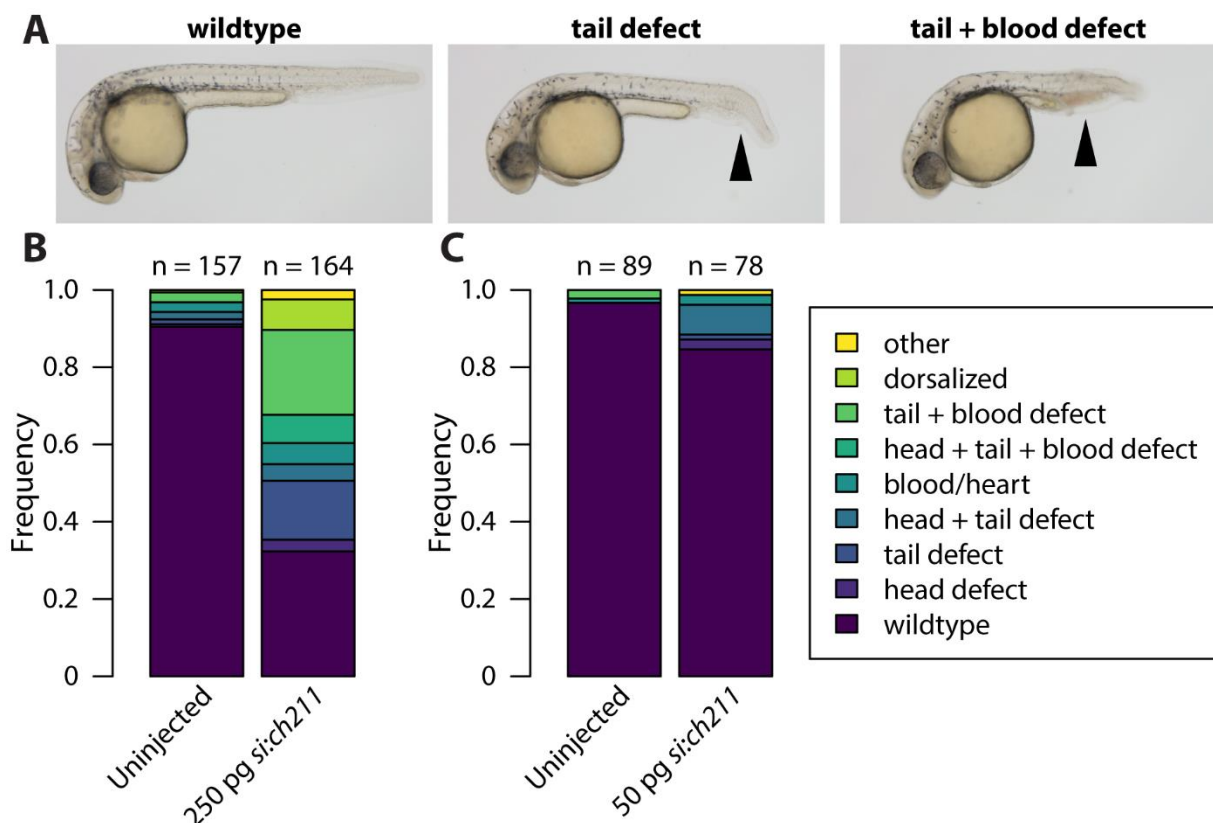 A
wildtype
tail defect
tail + blood defect
B
n = 157
n = 164
Frequency
1.0
0.8
0.6
0.4
0.2
0
Uninjected
250 pg si:ch211
C
n = 89
n = 78
Frequency
1.0
0.8
0.6
0.4
0.2
0
Uninjected
50 pg si:ch211
other
dorsalized
tail + blood defect
head + tail + blood defect
blood/heart
head + tail defect
tail defect
head defect
wildtype